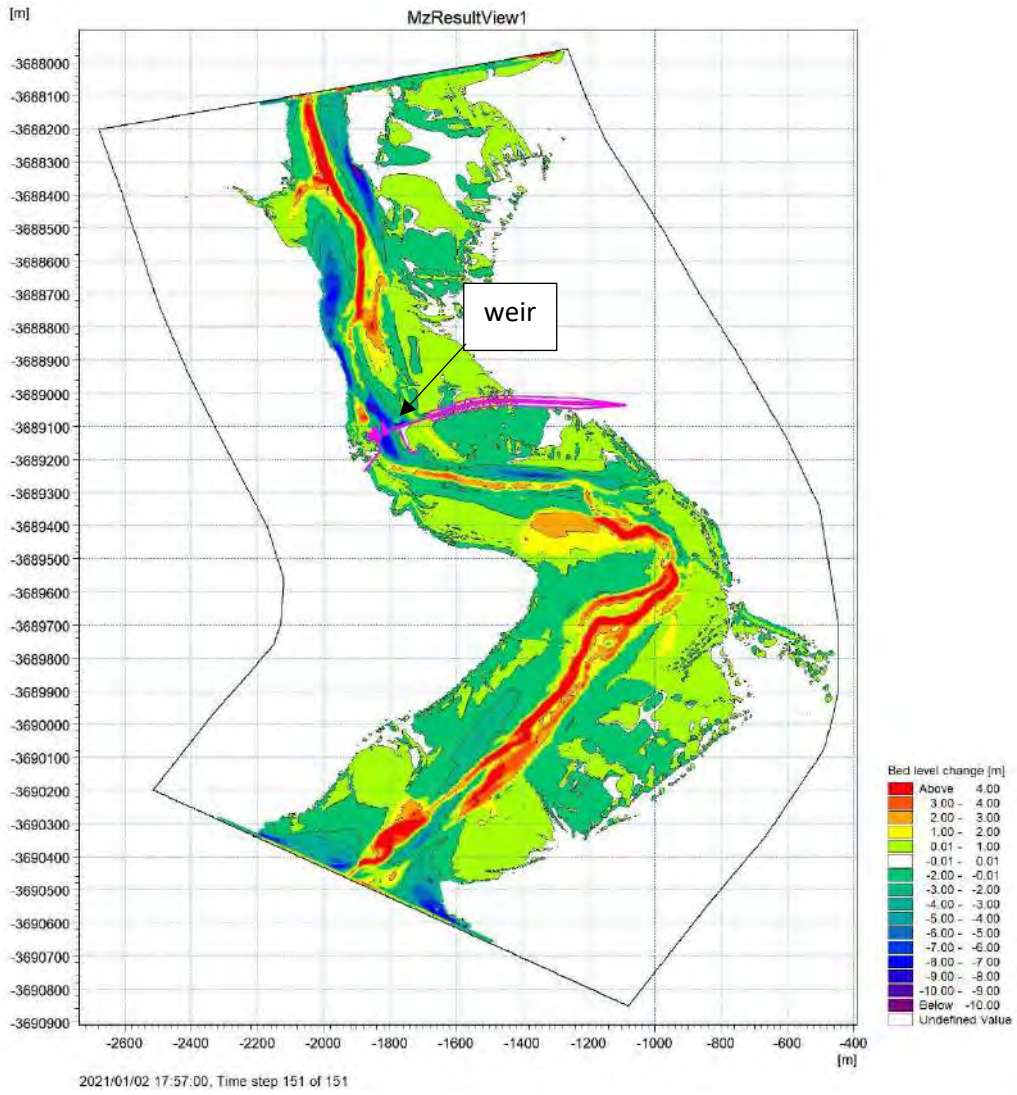 [m]
MzResultView1
-3688000
-3688100
-3688200
-3688300
-3688400
-3688500
-3688600
-3688700
-3688800
-3688900
-3689000
-3689100
-3689200
-3689300
-3689400
-3689500
-3689600
-3689700
-3689800
-3689900
-3690000
-3690100
-3690200
-3690300
-3690400
-3690500
-3690600
-3690700
-3690800
-3690900
weir
-2600 -2400 -2200 -2000 -1800 -1600 -1400 -1200 -1000 -800 -600 -400
[m]
Bed level change [m]
Above 4.00
3.00 - 4.00
2.00 - 3.00
1.00 - 2.00
0.01 - 1.00
-0.01 - 0.01
-2.00 - -0.01
-3.00 - -2.00
-4.00 - -3.00
-5.00 - -4.00
-6.00 - -5.00
-7.00 - -6.00
-8.00 - -7.00
-9.00 - -8.00
-10.00 - -9.00
Below -10.00
Undefined Value
2021/01/02 17:57:00, Time step 151 of 151